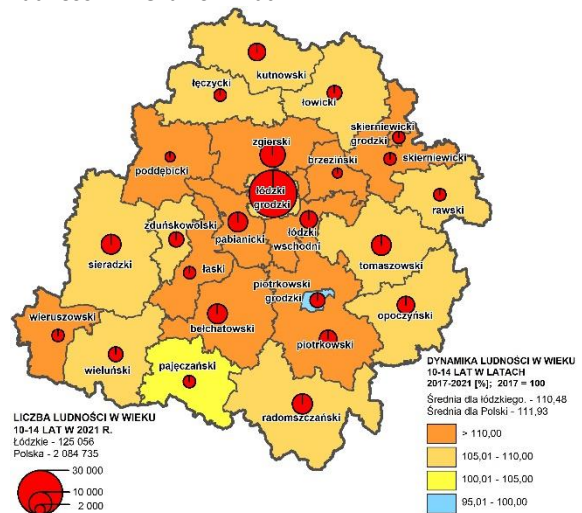 kutnowski
łęczycki
łowicki
skierniewicki
grodzki
zgierski
brzeziński
skierniewicki
poddębicki
łódzki
grodzki
rawski
zduńskowolski
pabianicki
łódzki
wschodni
sieradzki
tomaszowski
łaski
piotrkowski
grodzki
opoczyński
wieruszowski
bełchatowski
piotrkowski
wieluński
pajęczański
radomszczański
LICZBA LUDNOŚCI W WIEKU
10-14 LAT W 2021 R.
Łódzkie - 125 056
Polska - 2 084 735
30 000
10 000
2 000
DYNAMIKA LUDNOŚCI W WIEKU
10-14 LAT W LATACH
2017-2021 [%]; 2017 = 100
Średnia dla łódzkiego. - 110,48
Średnia dla Polski - 111,93
> 110,00
105,01 - 110,00
100,01 - 105,00
95,01 - 100,00